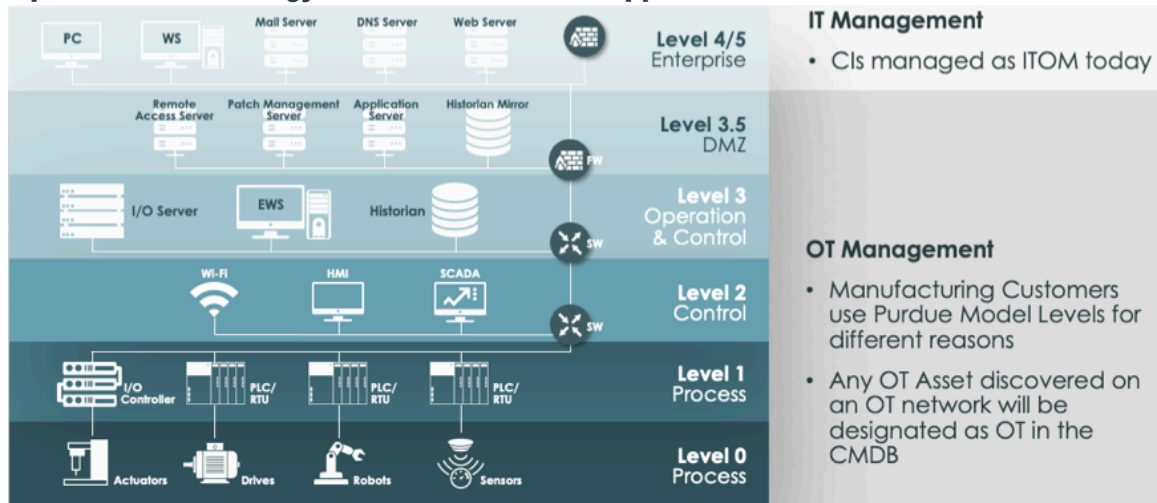 PC
WS
Mail Server
DNS Server
Web Server
Level 4/5
Enterprise
Remote
Access Server
Patch Management
Server
Application
Server
Historian Mirror
FW
Level 3.5
DMZ
I/O Server
EWS
Historian
SW
Level 3
Operation
& Control
Wi-Fi
HMI
SCADA
SW
Level 2
Control
I/O
Controller
PLC/
RTU
PLC/
RTU
PLC/
RTU
Level 1
Process
Actuators
Drives
Robots
Sensors
Level 0
Process
IT Management
• CIs managed as ITOM today
OT Management
• Manufacturing Customers
use Purdue Model Levels for
different reasons
• Any OT Asset discovered on
an OT network will be
designated as OT in the
CMDB